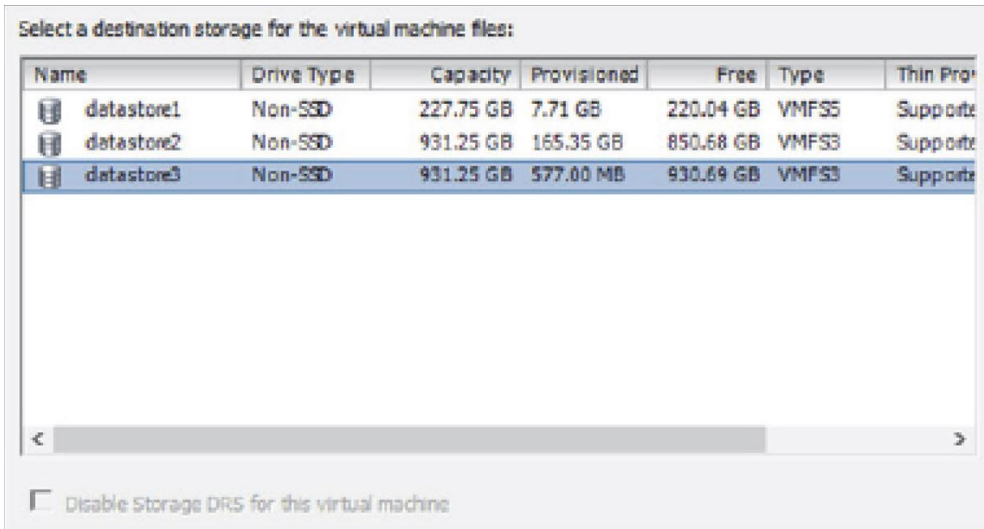 Select a destination storage for the virtual machine files:
Name Drive Type Capacity Provisioned Free Type Thin Pro
datastore1 Non-SSD 227.75 GB 7.71 GB 220.04 GB VMFS5 Supporte
datastore2 Non-SSD 931.25 GB 165.35 GB 850.68 GB VMFS3 Supporte
datastore3 Non-SSD 931.25 GB 577.00 MB 930.69 GB VMFS3 Supporte
Disable Storage DRS for this virtual machine